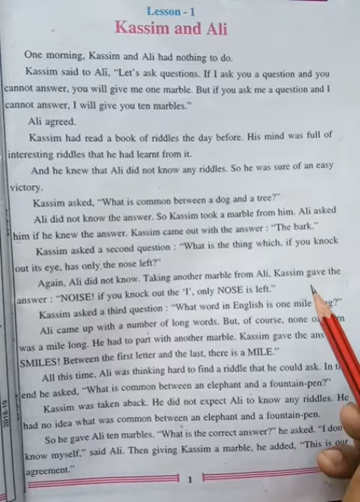 Lesson - 1
Kassim and Ali
One morning, Kassim and Ali had nothing to do.
Kassim said to Ali, "Let's ask questions. If I ask you a question and you
cannot answer, you will give me one marble. But if you ask me a question and I
cannot answer, I will give you ten marbles."
Ali agreed.
Kassim had read a book of riddles the day before. His mind was full of
interesting riddles that he had learnt from it.
And he knew that Ali did not know any riddles. So he was sure of an easy
victory.
Kassim asked, "What is common between a dog and a tree?"
Ali did not know the answer. So Kassim took a marble from him. Ali asked
him if he knew the answer. Kassim came out with the answer : "The bark."
Kassim asked a second question : "What is the thing which, if you knock
out its eye, has only the nose left?"
Again, Ali did not know. Taking another marble from Ali, Kassim gave the
answer : "NOISE! if you knock out the 'I', only NOSE is left."
Kassim asked a third question : "What word in English is one mile
Ali came up with a number of long words. But, of course, none
was a mile long. He had to part with another marble. Kassim gave the
SMILES! Between the first letter and the last, there is a MILE."
All this time, Ali was thinking hard to find a riddle that he could ask. In
end he asked, "What is common between an elephant and a fountain-pen?"
Kassim was taken aback. He did not expect Ali to know any riddles. He
had no idea what was common between an elephant and a fountain-pen.
So he gave Ali ten marbles. "What is the correct answer?" he asked. "I don't
know myself," said Ali. Then giving Kassim a marble, he added, "This is our
agreement."
1
2018-19